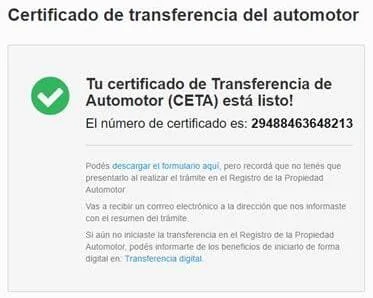 Certificado de transferencia del automotor
Tu certificado de Transferencia de
Automotor (CETA) está listo!
El número de certificado es: 29488463648213
Podés descargar el formulario aquí, pero recordá que no tenés que
presentarlo al realizar el trámite en el Registro de la Propiedad
Automotor
Vas a recibir un correo electrónico a la dirección que nos informaste
con el resumen del trámite.
Si aún no iniciaste la transferencia en el Registro de la Propiedad
Automotor, podés informarte de los beneficios de iniciarlo de forma
digital en: Transferencia digital.